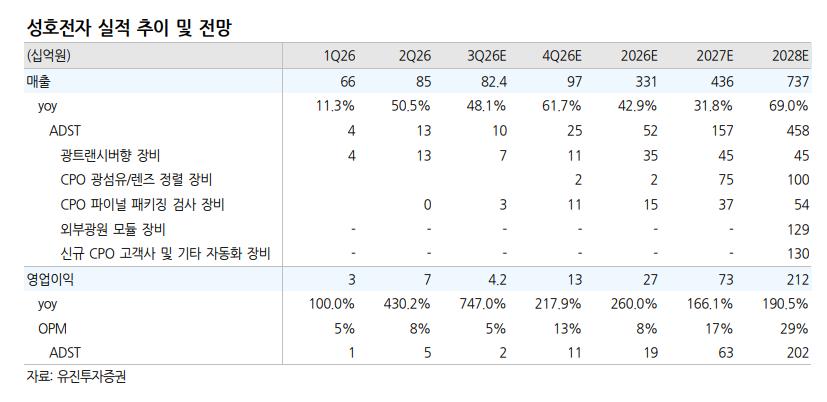 성호전자 실적 추이 및 전망
(십억원) 1Q26 2Q26 3Q26E 4Q26E 2026E 2027E 2028E
매출 66 85 82.4 97 331 436 737
yoy 11.3% 50.5% 48.1% 61.7% 42.9% 31.8% 69.0%
ADST 4 13 10 25 52 157 458
광트랜시버향 장비 4 13 7 11 35 45 45
CPO 광섬유/렌즈 정렬 장비 2 2 75 100
CPO 파이널 패키징 검사 장비 0 3 11 15 37 54
외부광원 모듈 장비 - - - - - - 129
신규 CPO 고객사 및 기타 자동화 장비 - - - - - - 130
영업이익 3 7 4.2 13 27 73 212
yoy 100.0% 430.2% 747.0% 217.9% 260.0% 166.1% 190.5%
OPM 5% 8% 5% 13% 8% 17% 29%
ADST 1 5 2 11 19 63 202
자료: 유진투자증권